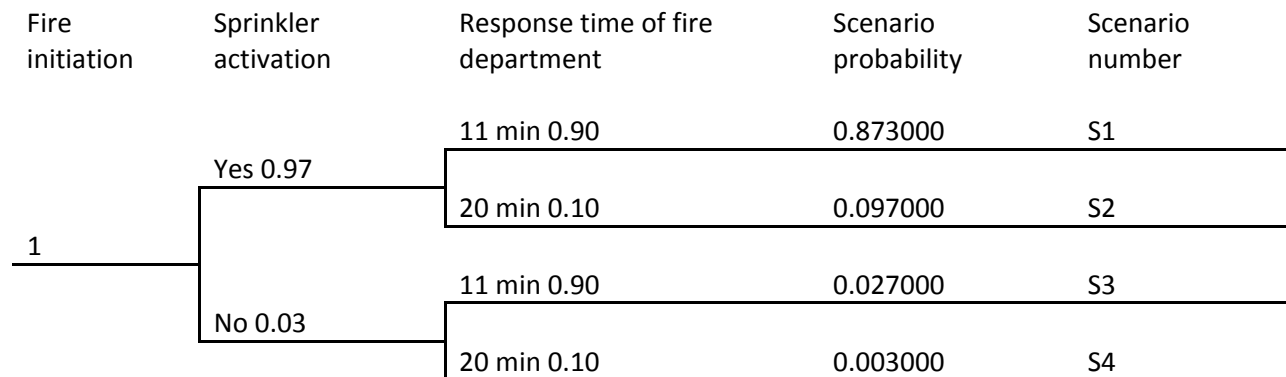 Fire initiation
Sprinkler activation
Response time of fire department
Scenario probability
Scenario number
11 min 0.90 0.873000 S1
Yes 0.97
20 min 0.10 0.097000 S2
1
11 min 0.90 0.027000 S3
No 0.03
20 min 0.10 0.003000 S4